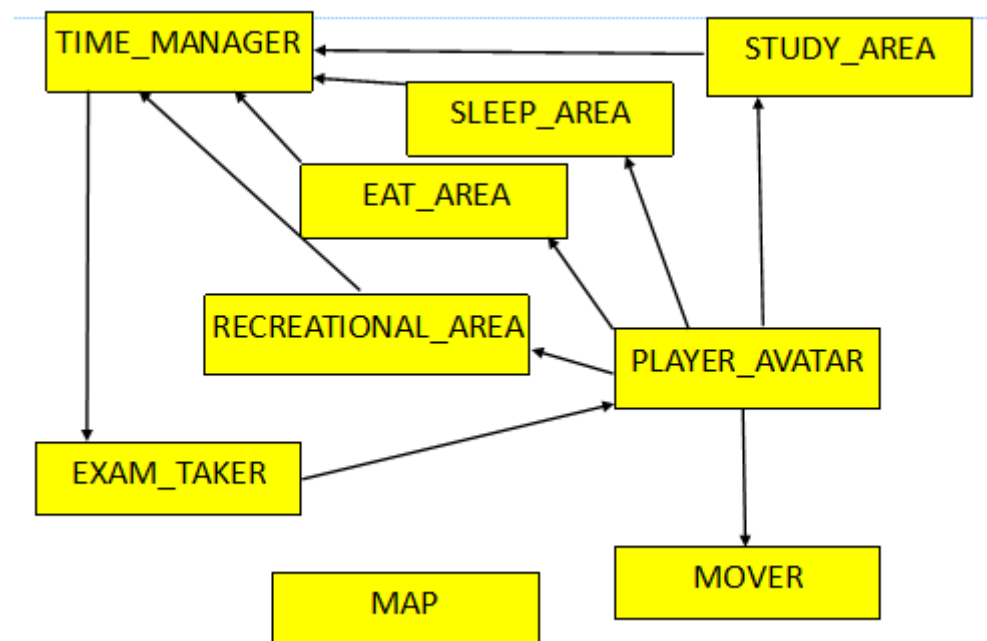 TIME_MANAGER
STUDY_AREA
SLEEP_AREA
EAT_AREA
RECREATIONAL_AREA
PLAYER_AVATAR
EXAM_TAKER
MOVER
MAP